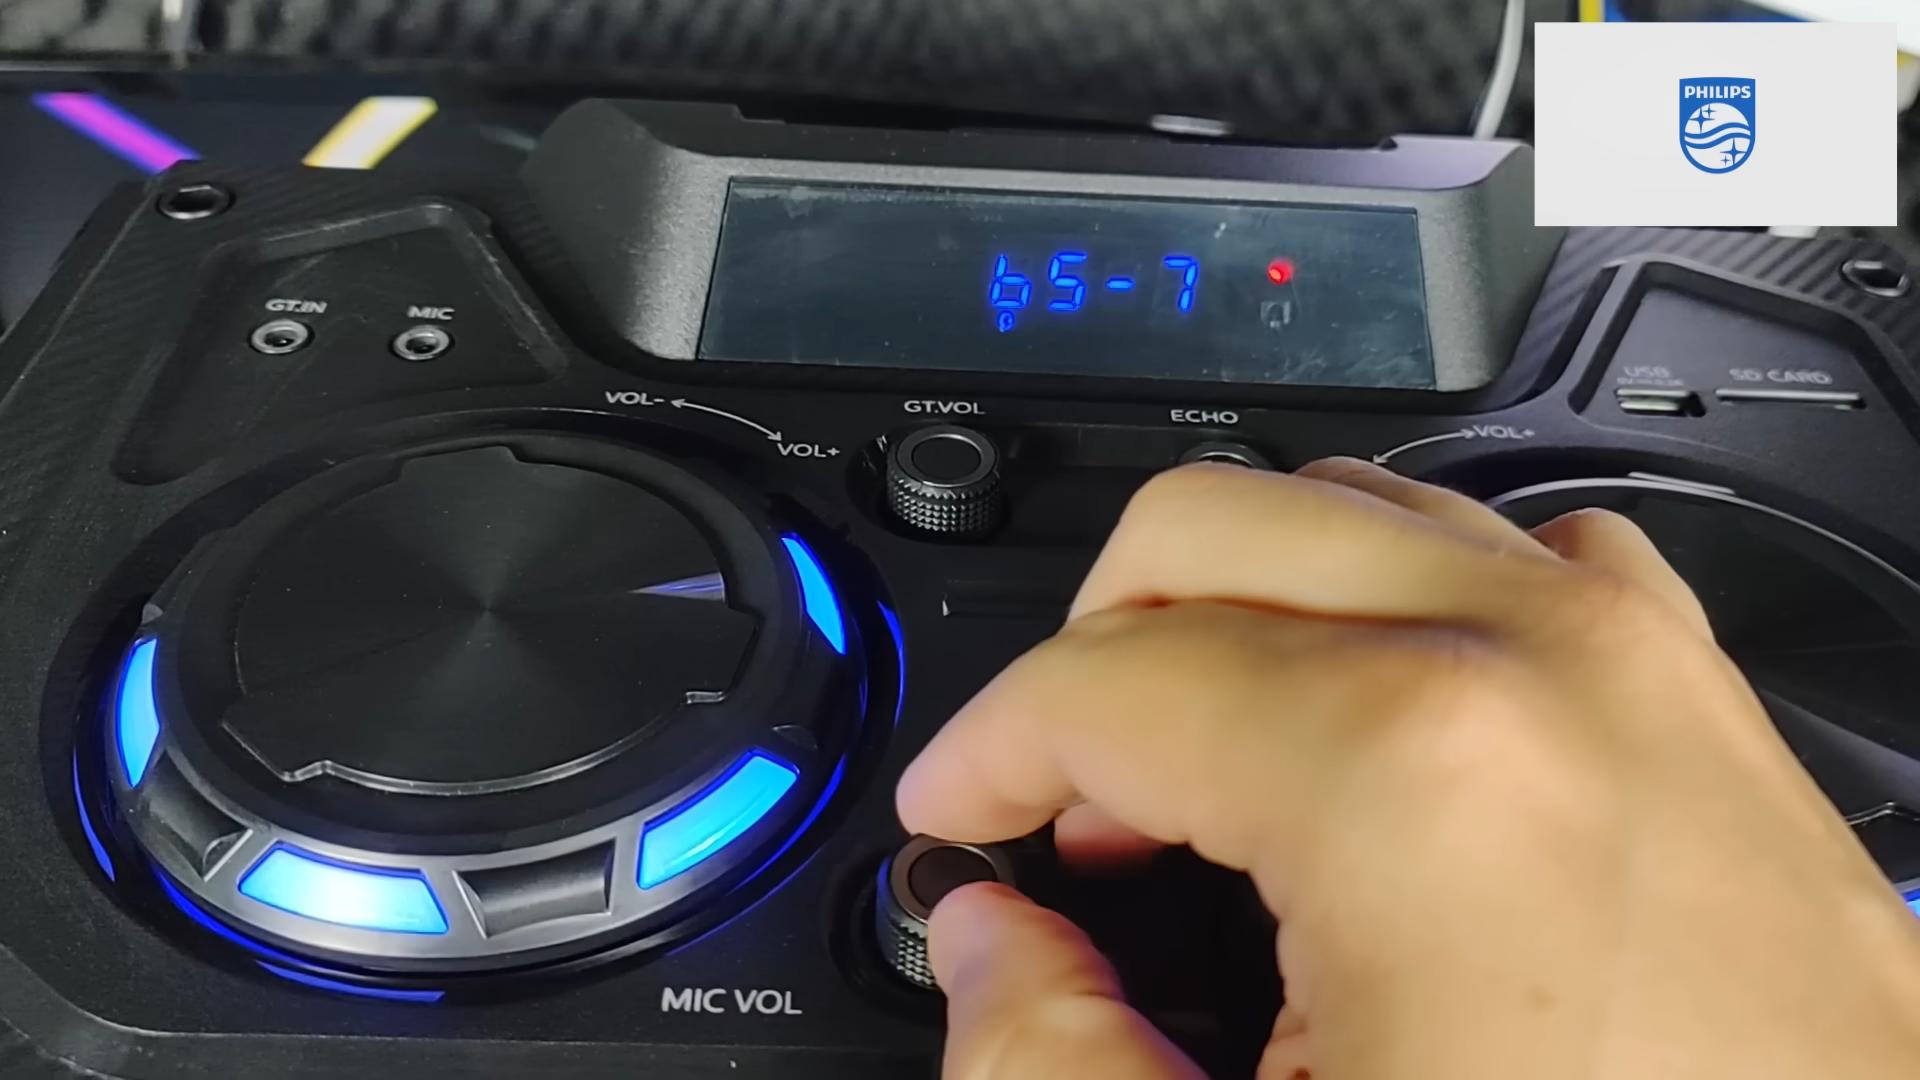 PHILIPS
bS-7
GT.IN
MIC
VOL-
VOL+
GT.VOL
ECHO
VOL+
USB
SD CARD
MIC VOL